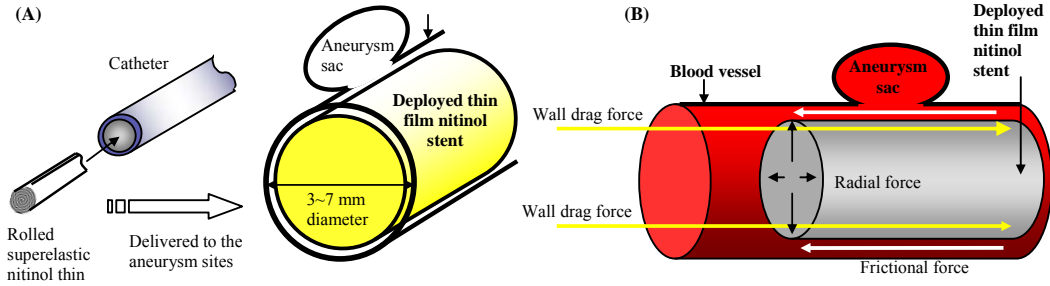 (A)
Catheter
Rolled
superelastic
nitinol thin
Delivered to the
aneurysm sites
Aneurysm
sac
Deployed thin
film nitinol
stent
3~7 mm
diameter
(B)
Deployed
thin film
nitinol
stent
Blood vessel
Aneurysm
sac
Wall drag force
Radial force
Wall drag force
Frictional force